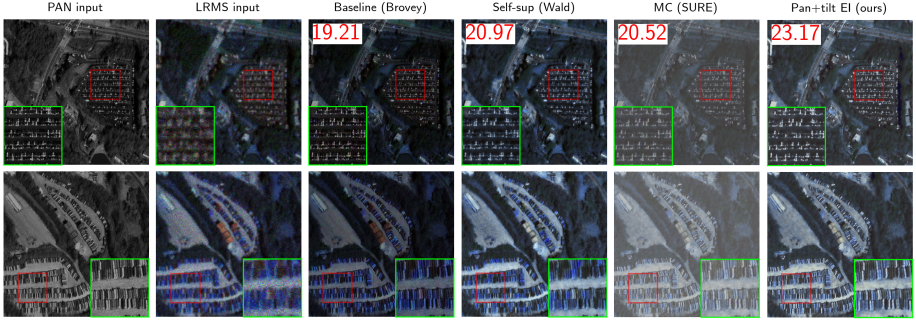 PAN input
LRMS input
Baseline (Brovey)
Self-sup (Wald)
MC (SURE)
Pan+tilt EI (ours)
19.21
20.97
20.52
23.17